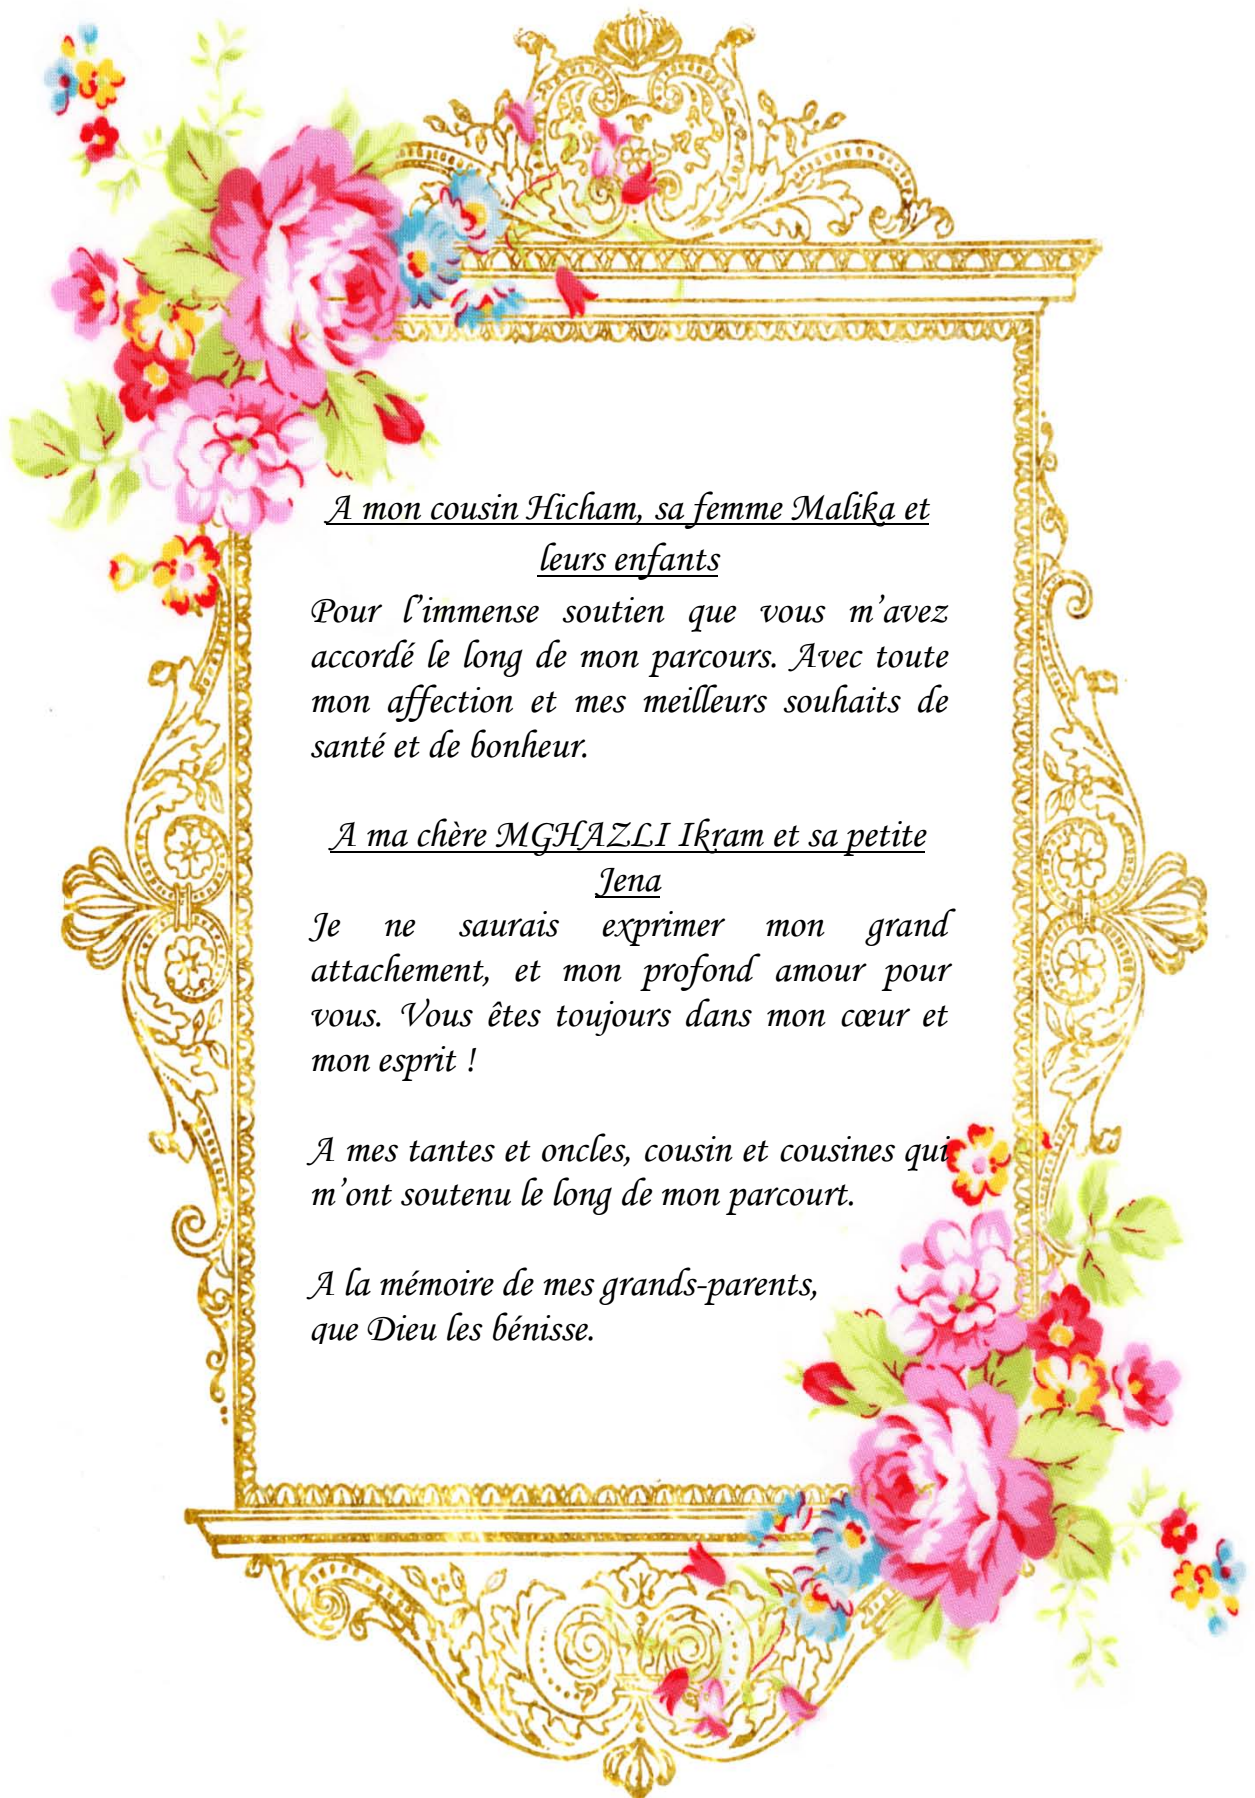 A mon cousin Hicham, sa femme Malika et
leurs enfants
Pour l’immense soutien que vous m’avez
accordé le long de mon parcours. Avec toute
mon affection et mes meilleurs souhaits de
santé et de bonheur.
A ma chère MGHAZLI Ikram et sa petite
Jena
Je ne saurais exprimer mon grand
attachement, et mon profond amour pour
vous. Vous êtes toujours dans mon cœur et
mon esprit !
A mes tantes et oncles, cousin et cousines qui
m’ont soutenu le long de mon parcourt.
A la mémoire de mes grands-parents,
que Dieu les bénisse.